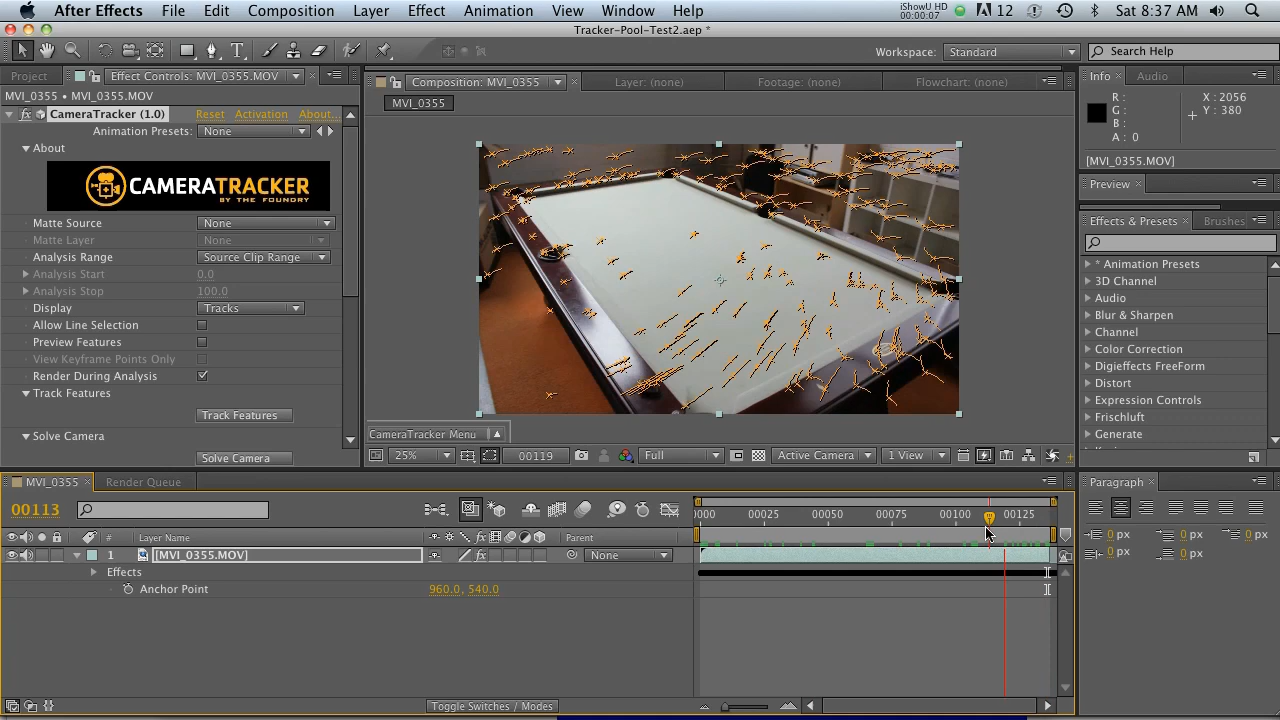 After Effects File Edit Composition Layer Effect Animation View Window Help iShowU HD 00:00:07 12 Sat 8:37 AM
Tracker-Pool-Test2.aep *
T Workspace: Standard Search Help
Project Effect Controls: MVI_0355.MOV
MVI_0355 • MVI_0355.MOV
fx CameraTracker (1.0) Reset Activation About...
Animation Presets: None
About
CAMERATRACKER
BY THE FOUNDRY
Matte Source None
Matte Layer None
Analysis Range Source Clip Range
Analysis Start 0.0
Analysis Stop 100.0
Display Tracks
Allow Line Selection
Preview Features
View Keyframe Points Only
Render During Analysis
Track Features
Track Features
Solve Camera
Solve Camera
Composition: MVI_0355 Layer: (none) Footage: (none) Flowchart: (none)
MVI_0355
CameraTracker Menu
25% 00119 Full Active Camera 1 View
Info Audio
R : X : 2056
G : Y : 380
B :
A : 0
[MVI_0355.MOV]
Preview
Effects & Presets Brushes
* Animation Presets
3D Channel
Audio
Blur & Sharpen
Channel
Color Correction
Digieffects FreeForm
Distort
Expression Controls
Frischluft
Generate
MVI_0355 Render Queue
00113
0000 00025 00050 00075 00100 00125
# Layer Name Parent
1 [MVI_0355.MOV] fx None
Effects
Anchor Point 960.0, 540.0
Toggle Switches / Modes
Paragraph
0 px 0 px 0 px
0 px 0 px